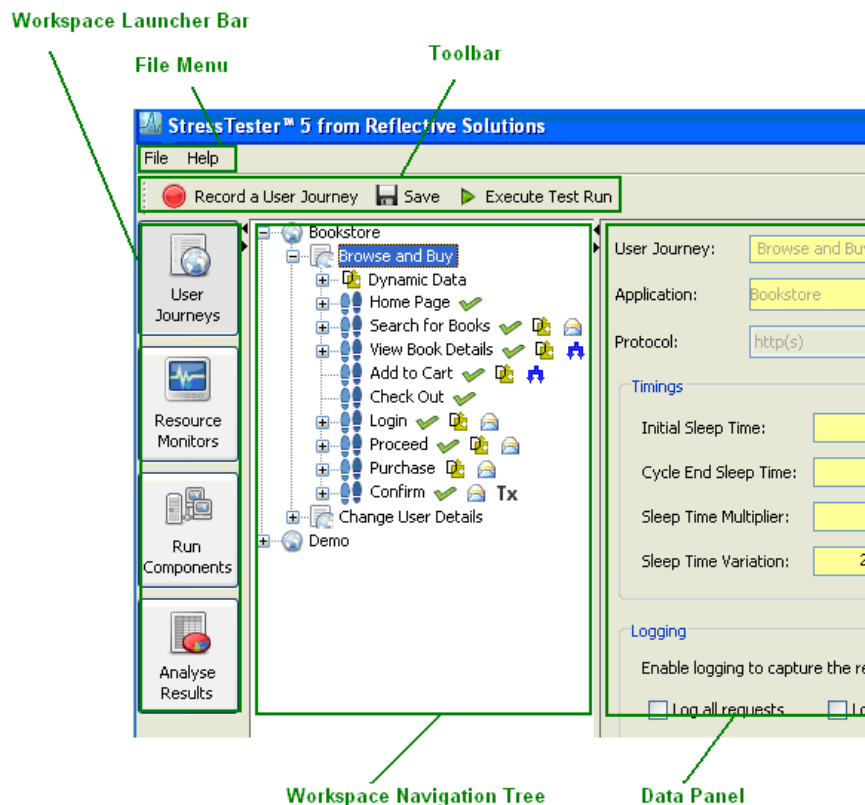 Workspace Launcher Bar
File Menu
Toolbar
StressTester™ 5 from Reflective Solutions
File Help
Record a User Journey Save Execute Test Run
User Journeys
Resource Monitors
Run Components
Analyse Results
Bookstore
Browse and Buy
Dynamic Data
Home Page
Search for Books
View Book Details
Add to Cart
Check Out
Login
Proceed
Purchase
Confirm Tx
Change User Details
Demo
User Journey: Browse and Buy
Application: Bookstore
Protocol: http(s)
Timings
Initial Sleep Time:
Cycle End Sleep Time:
Sleep Time Multiplier:
Sleep Time Variation: 2
Logging
Enable logging to capture the re
Log all requests Lo
Workspace Navigation Tree
Data Panel